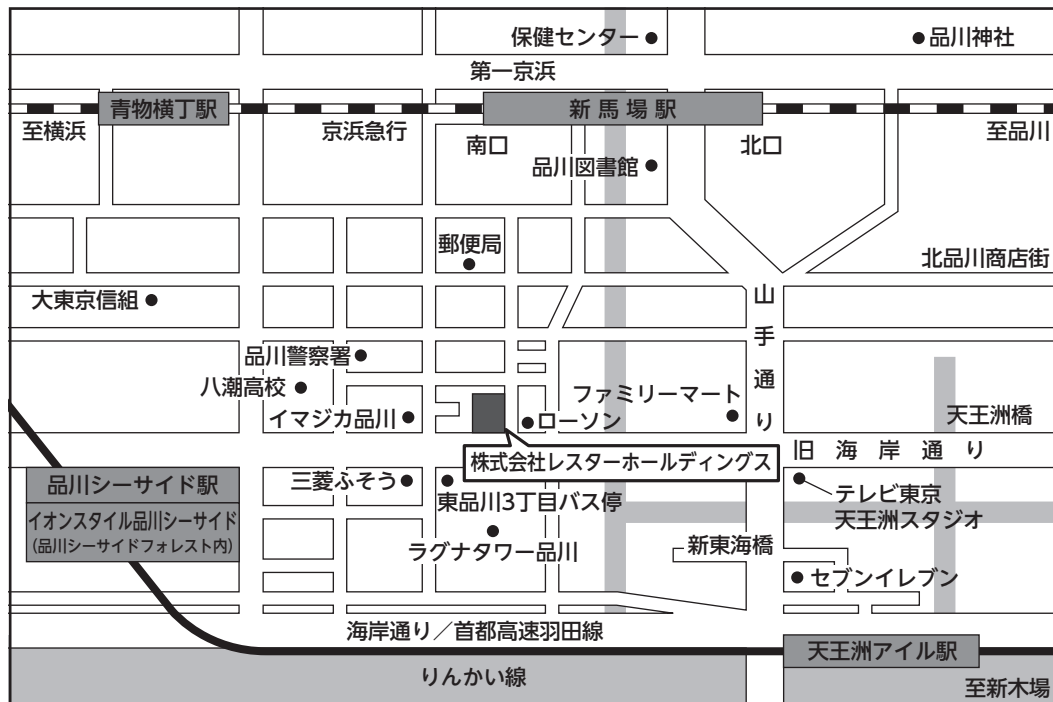 保健センター
品川神社
第一京浜
青物横丁駅
新馬場駅
至横浜
京浜急行
南口
北口
至品川
品川図書館
郵便局
北品川商店街
大東京信組
山手通り
品川警察署
八潮高校
イマジカ品川
ローソン
ファミリーマート
天王洲橋
旧海岸通り
株式会社レスターホールディングス
品川シーサイド駅
イオンスタイル品川シーサイド
(品川シーサイドフォレスト内)
三菱ふそう
東品川3丁目バス停
ラグナタワー品川
テレビ東京
天王洲スタジオ
新東海橋
セブンイレブン
海岸通り/首都高速羽田線
天王洲アイル駅
りんかい線
至新木場